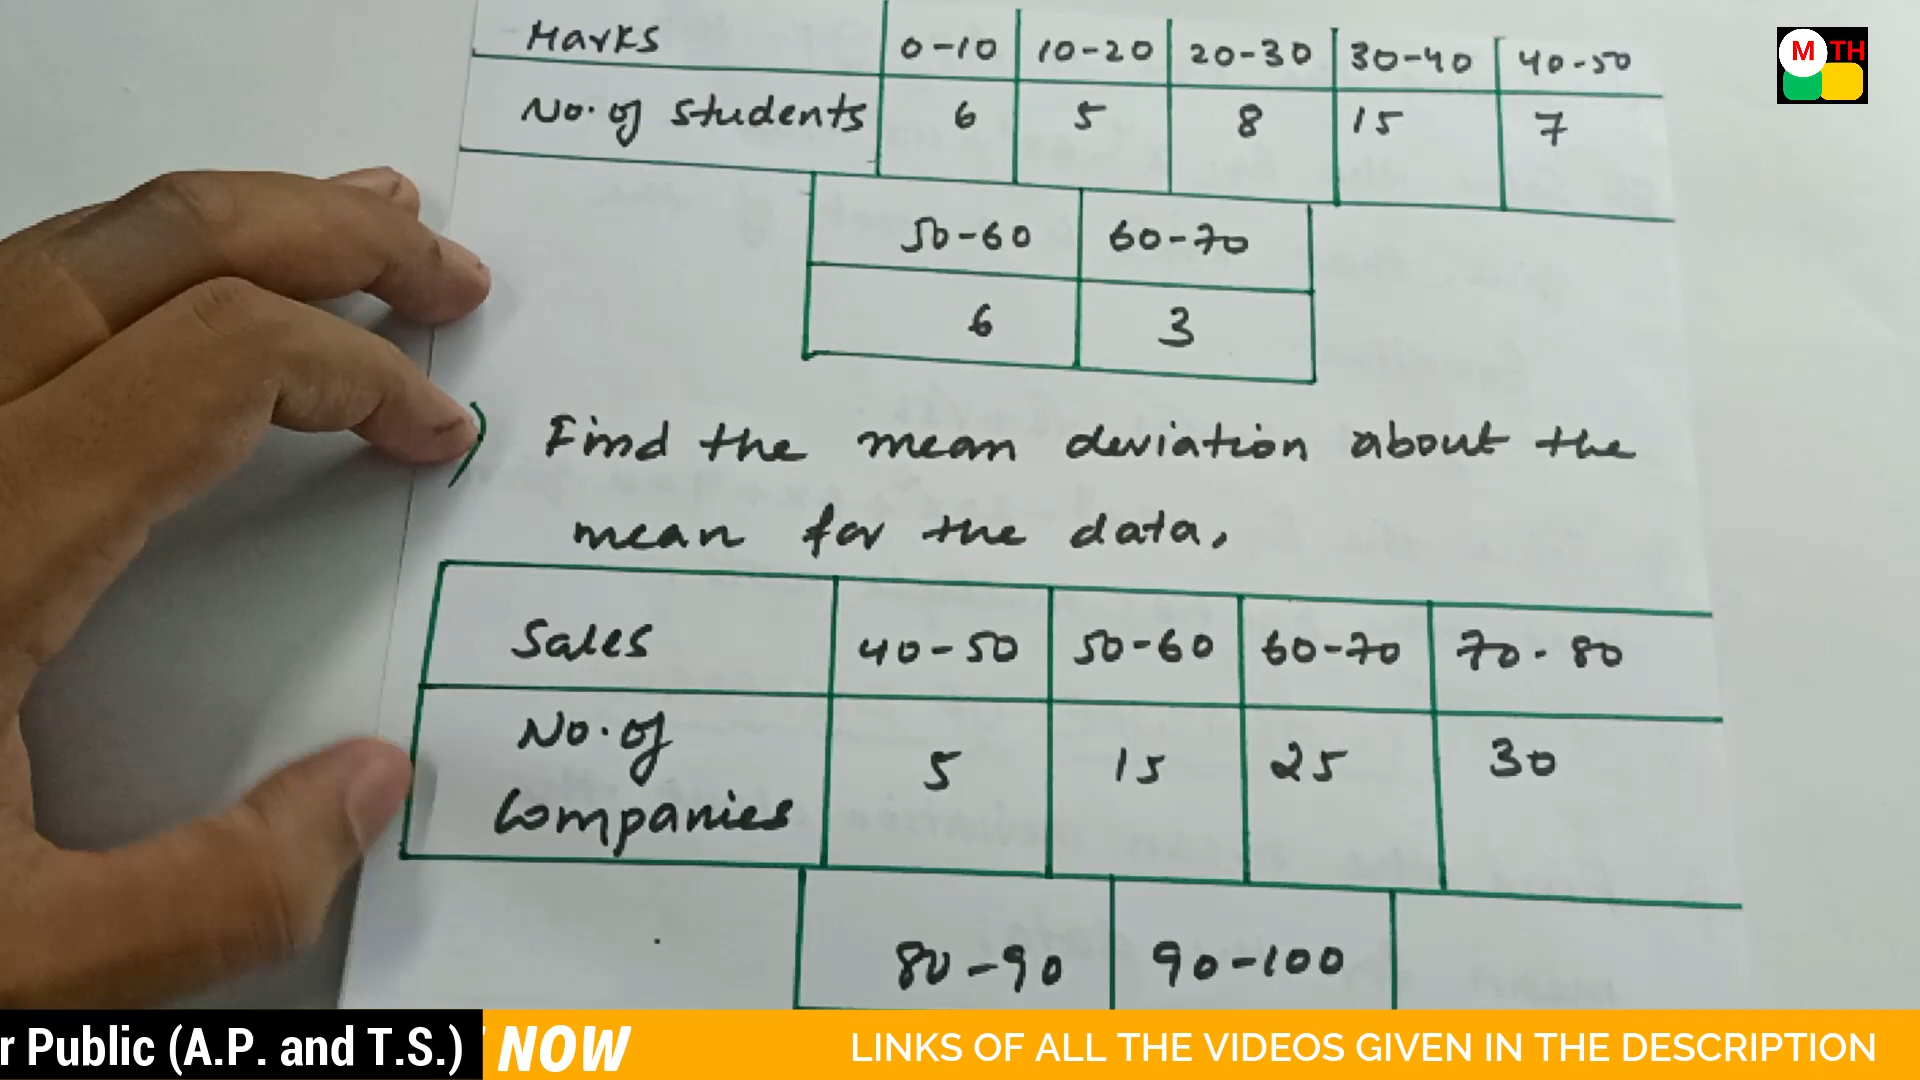 Marks 0-10 10-20 20-30 30-40 40-50
No. of students 6 5 8 15 7
50-60 60-70
6 3
) Find the mean deviation about the
mean for the data,
Sales 40-50 50-60 60-70 70-80
No. of Companies 5 15 25 30
80-90 90-100
M TH
r Public (A.P. and T.S.) NOW LINKS OF ALL THE VIDEOS GIVEN IN THE DESCRIPTION